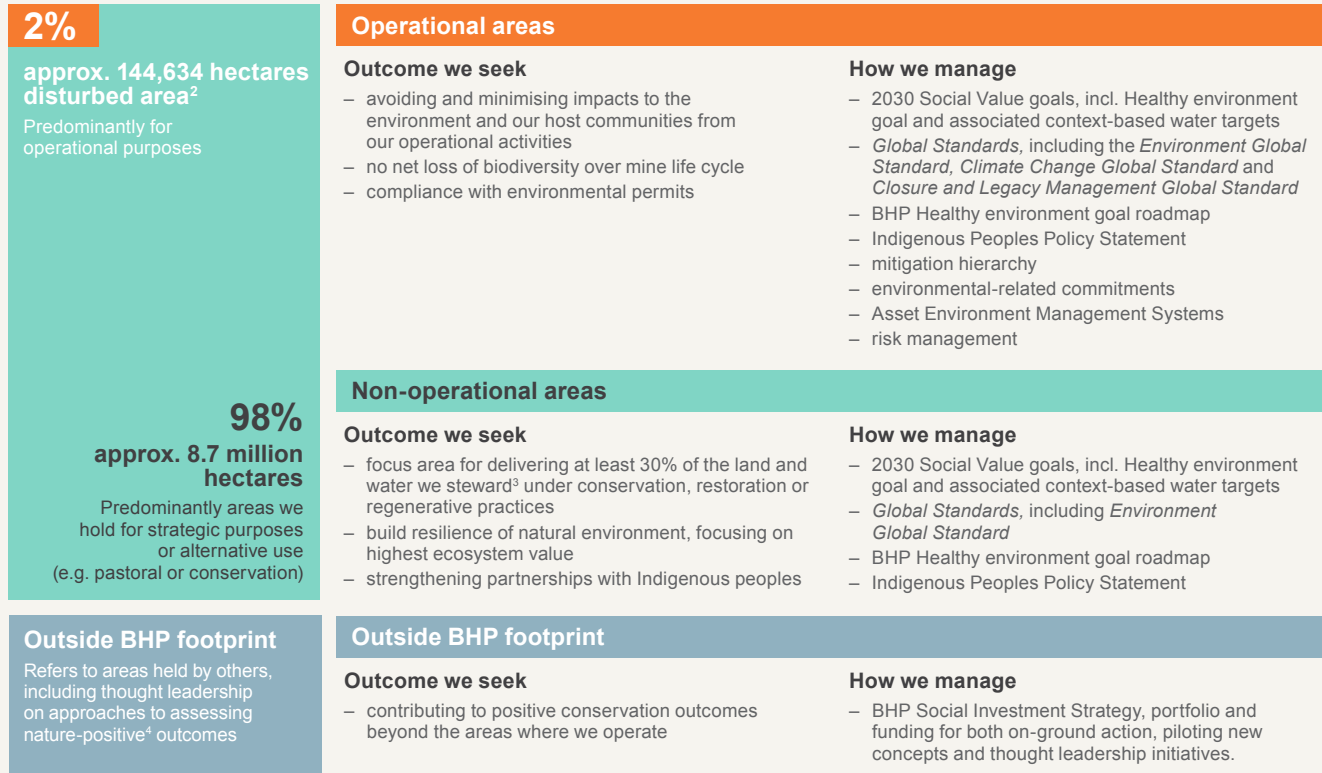 2%
approx. 144,634 hectares
disturbed area²
Predominantly for
operational purposes
98%
approx. 8.7 million
hectares
Predominantly areas we
hold for strategic purposes
or alternative use
(e.g. pastoral or conservation)
Operational areas
Outcome we seek
– avoiding and minimising impacts to the
environment and our host communities from
our operational activities
– no net loss of biodiversity over mine life cycle
– compliance with environmental permits
How we manage
– 2030 Social Value goals, incl. Healthy environment
goal and associated context-based water targets
– Global Standards, including the Environment Global
Standard, Climate Change Global Standard and
Closure and Legacy Management Global Standard
– BHP Healthy environment goal roadmap
– Indigenous Peoples Policy Statement
– mitigation hierarchy
– environmental-related commitments
– Asset Environment Management Systems
– risk management
Non-operational areas
Outcome we seek
– focus area for delivering at least 30% of the land and
water we steward³ under conservation, restoration or
regenerative practices
– build resilience of natural environment, focusing on
highest ecosystem value
– strengthening partnerships with Indigenous peoples
How we manage
– 2030 Social Value goals, incl. Healthy environment
goal and associated context-based water targets
– Global Standards, including Environment
Global Standard
– BHP Healthy environment goal roadmap
– Indigenous Peoples Policy Statement
Outside BHP footprint
Refers to areas held by others,
including thought leadership
on approaches to assessing
nature-positive⁴ outcomes
Outside BHP footprint
Outcome we seek
– contributing to positive conservation outcomes
beyond the areas where we operate
How we manage
– BHP Social Investment Strategy, portfolio and
funding for both on-ground action, piloting new
concepts and thought leadership initiatives.